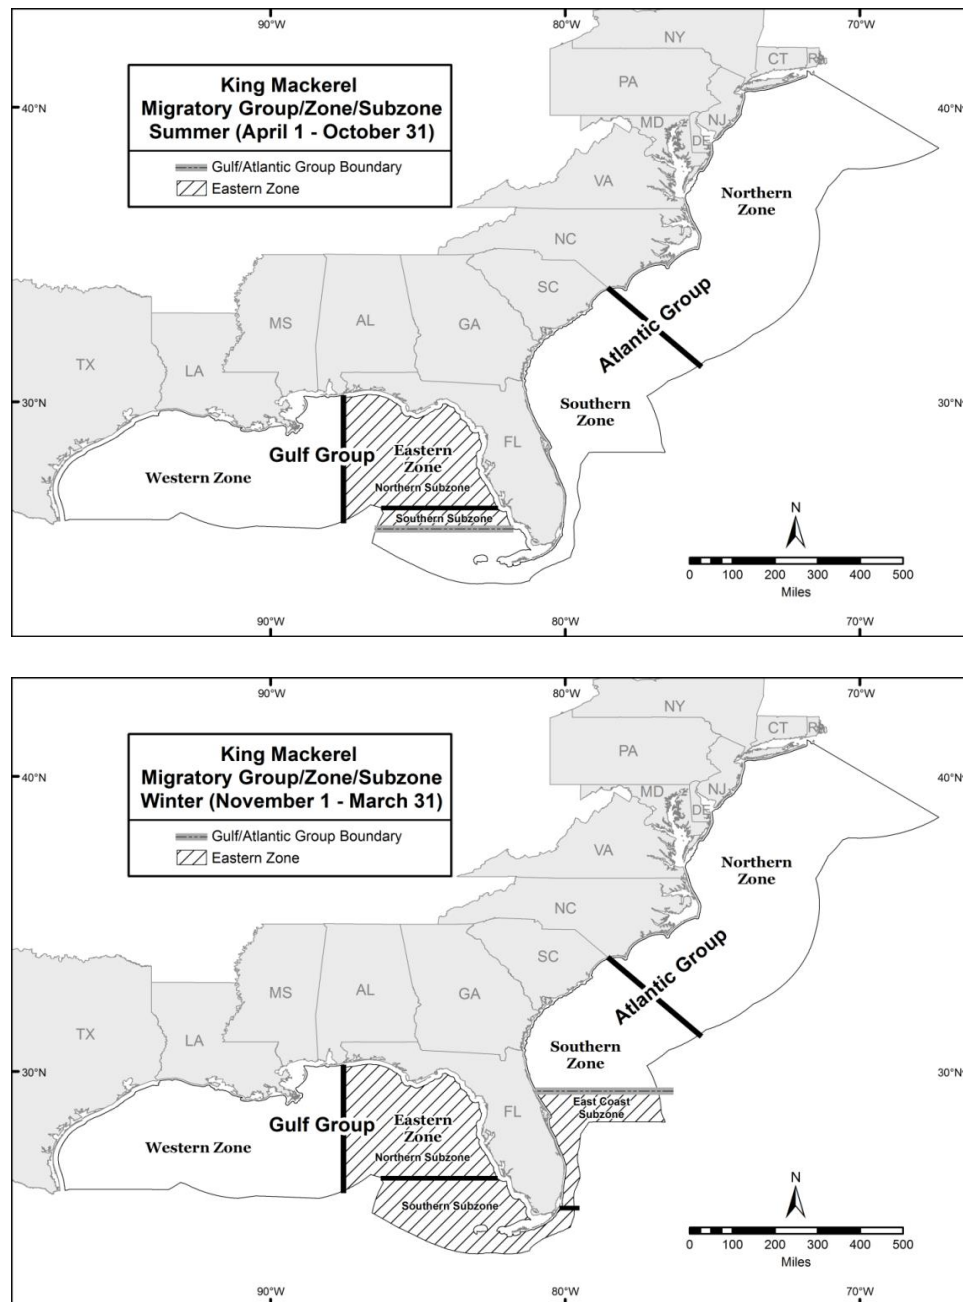 90°W
80°W
70°W
King Mackerel
Migratory Group/Zone/Subzone
Summer (April 1 - October 31)
Gulf/Atlantic Group Boundary
Eastern Zone
NY
CT
RI
PA
40°N
40°N
NJ
MD
DE
VA
Northern
Zone
NC
SC
Atlantic Group
MS
AL
GA
TX
LA
30°N
30°N
Southern
Zone
FL
Gulf Group
Eastern
Zone
Western Zone
Northern Subzone
Southern Subzone
N
0 100 200 300 400 500
Miles
90°W
80°W
70°W
90°W
80°W
70°W
King Mackerel
Migratory Group/Zone/Subzone
Winter (November 1 - March 31)
Gulf/Atlantic Group Boundary
Eastern Zone
NY
CT
RI
PA
40°N
40°N
NJ
MD
DE
VA
Northern
Zone
NC
SC
Atlantic Group
MS
AL
GA
TX
LA
Southern
Zone
30°N
30°N
East Coast
Subzone
FL
Gulf Group
Eastern
Zone
Western Zone
Northern Subzone
Southern Subzone
N
0 100 200 300 400 500
Miles
90°W
80°W
70°W